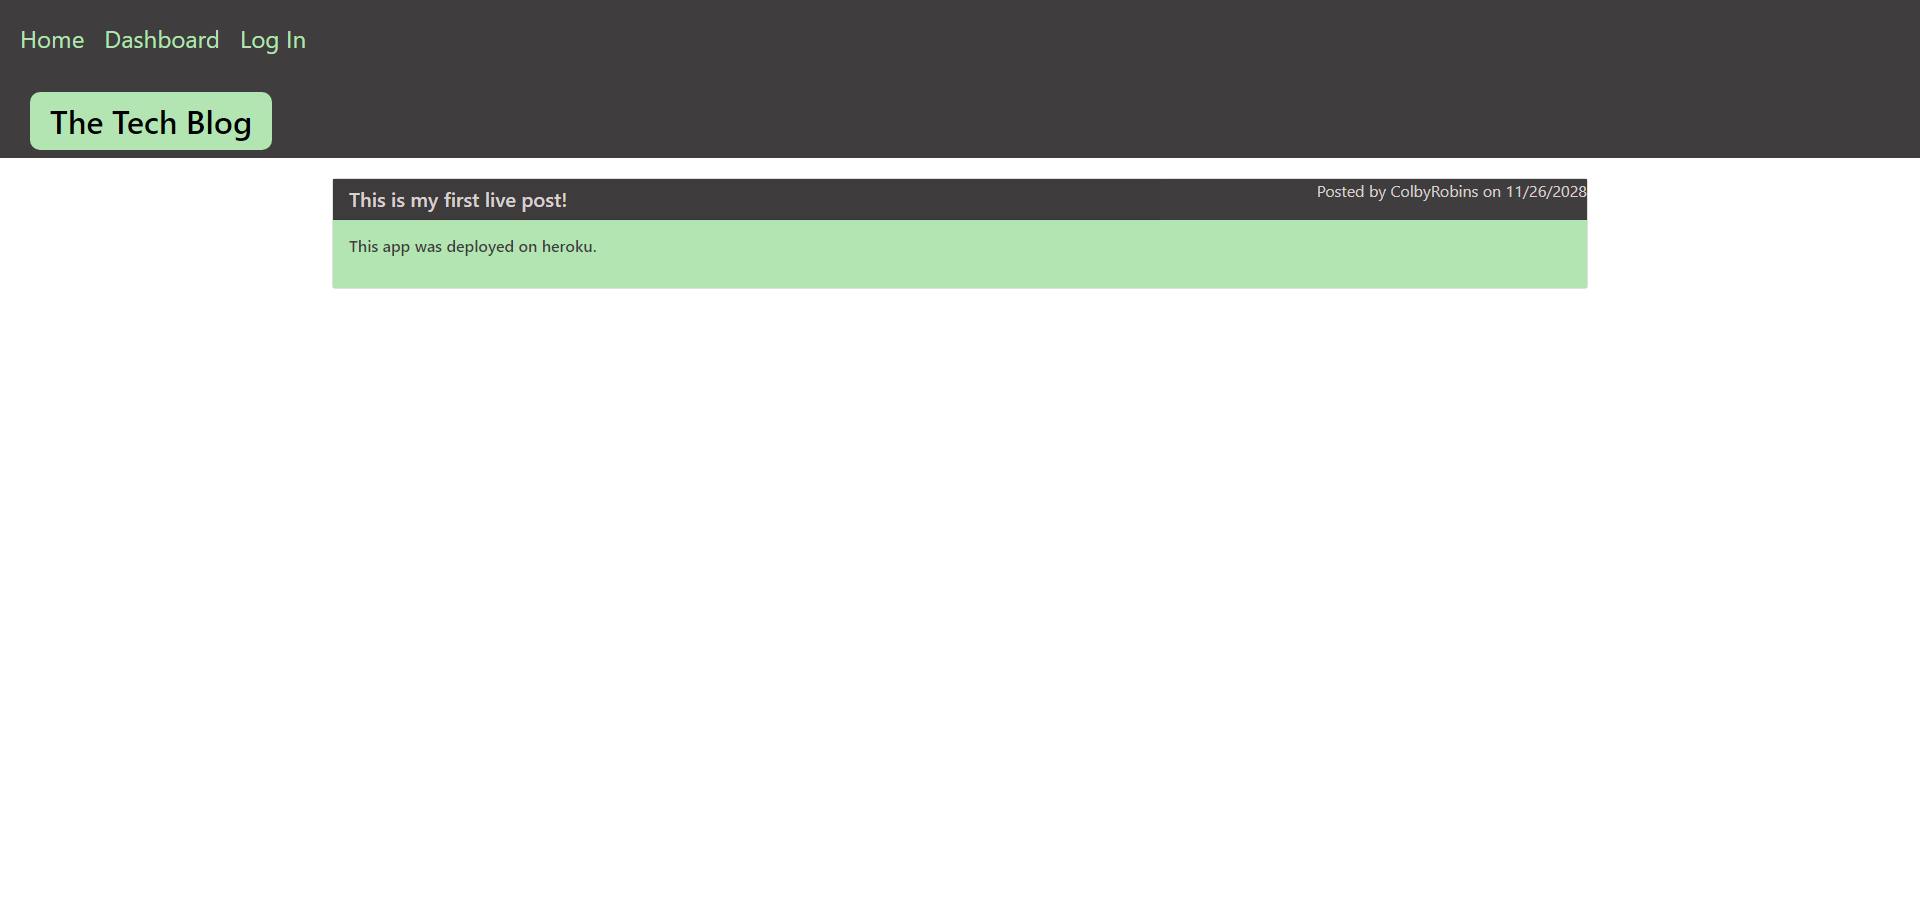 Home Dashboard Log In
The Tech Blog
This is my first live post! Posted by ColbyRobins on 11/26/2028
This app was deployed on heroku.